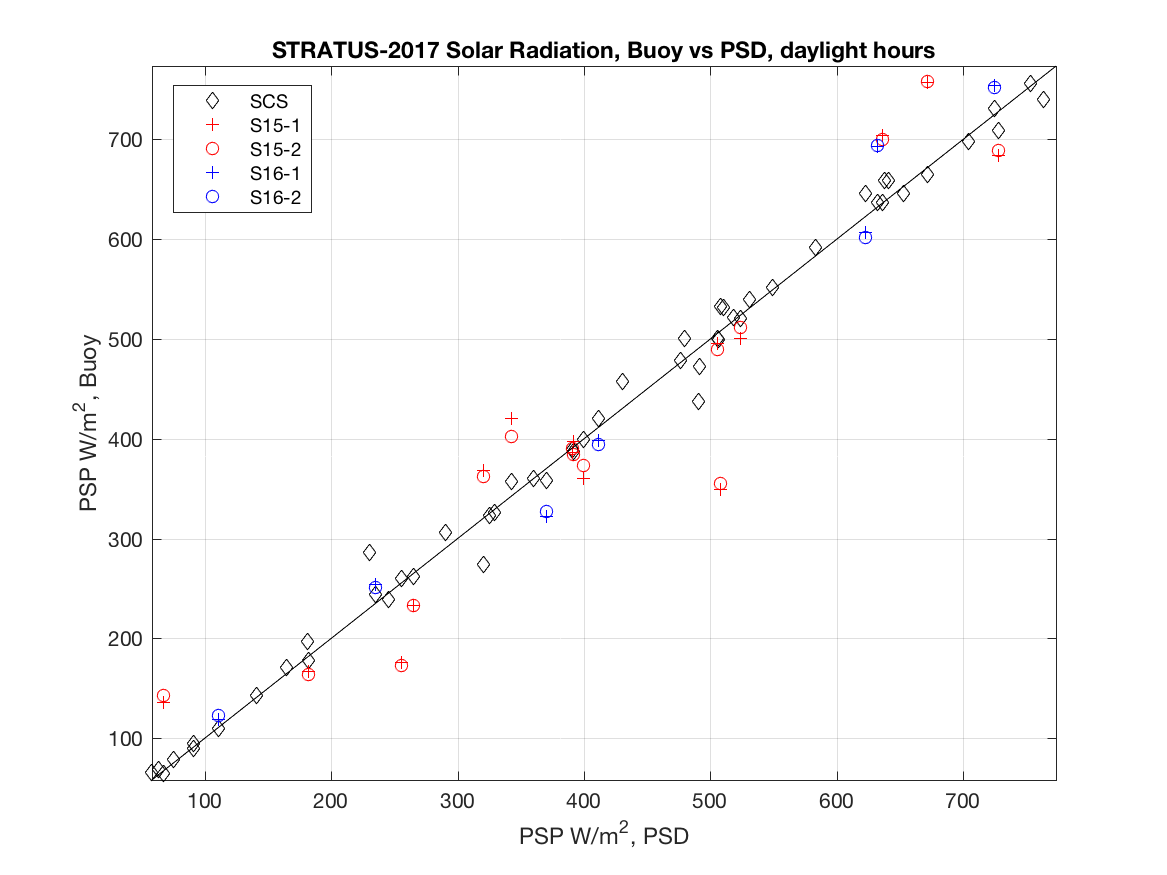 STRATUS-2017 Solar Radiation, Buoy vs PSD, daylight hours
SCS
S15-1
S15-2
S16-1
S16-2
700
600
500
400
300
200
100
PSP W/m², Buoy
100 200 300 400 500 600 700
PSP W/m², PSD